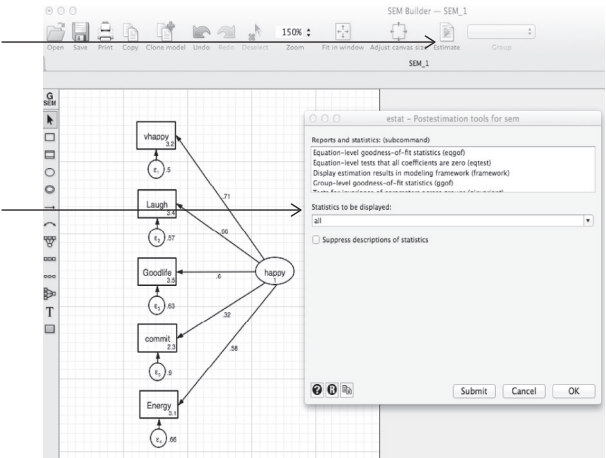 SEM Builder — SEM_1
150%
Open Save Print Copy Clone model Undo Redo Deselect Zoom Fit in window Adjust canvas size Estimate Group
SEM_1
G
SEM
T
vhappy
3.2
ε1 .5
Laugh
3.4
ε2 .57
Goodlife
3.5
ε3 .63
commit
2.3
ε5 .9
Energy
3.1
ε4 .66
happy
1
.71
.66
.6
.32
.58
estat - Postestimation tools for sem
Reports and statistics: (subcommand)
Equation-level goodness-of-fit statistics (eqgof)
Equation-level tests that all coefficients are zero (eqtest)
Display estimation results in modeling framework (framework)
Group-level goodness-of-fit statistics (ggof)
Statistics to be displayed:
all
Suppress descriptions of statistics
? R
Submit Cancel OK